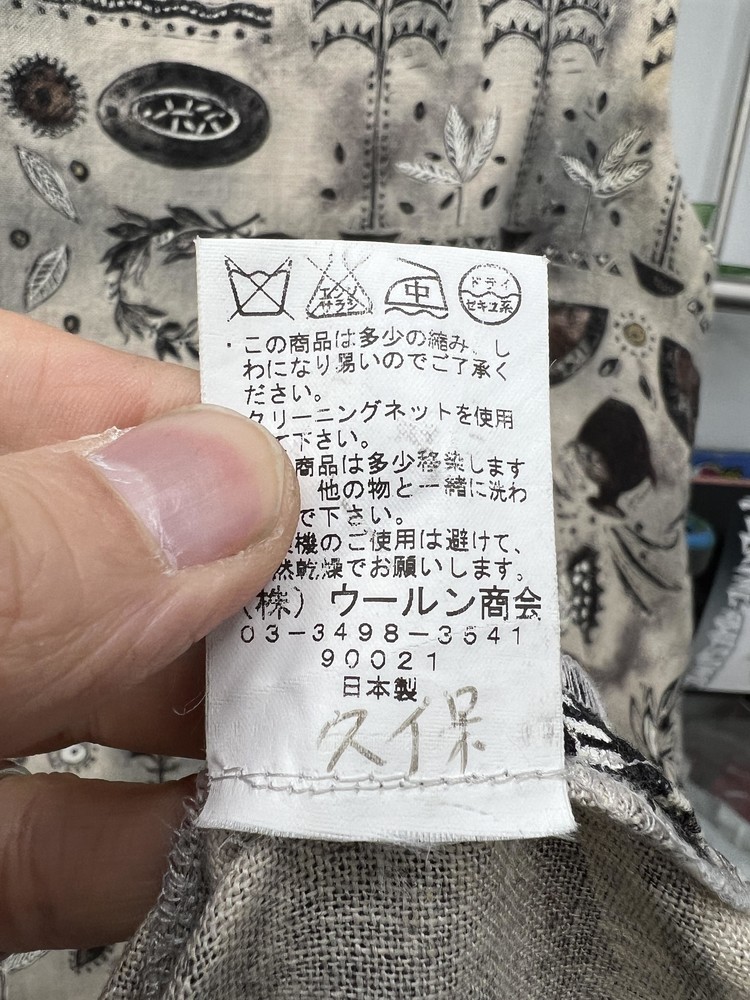 エンソ
サラシ
中
ドライ
セキユ系
・この商品は多少の縮み、し
わになり易いのでご了承く
ださい。
クリーニングネットを使用
て下さい。
商品は多少移染します
他の物と一緒に洗わ
で下さい。
機のご使用は避けて、
然乾燥でお願いします。
(株) ウールン商会
03-3498-3541
90021
日本製
久保